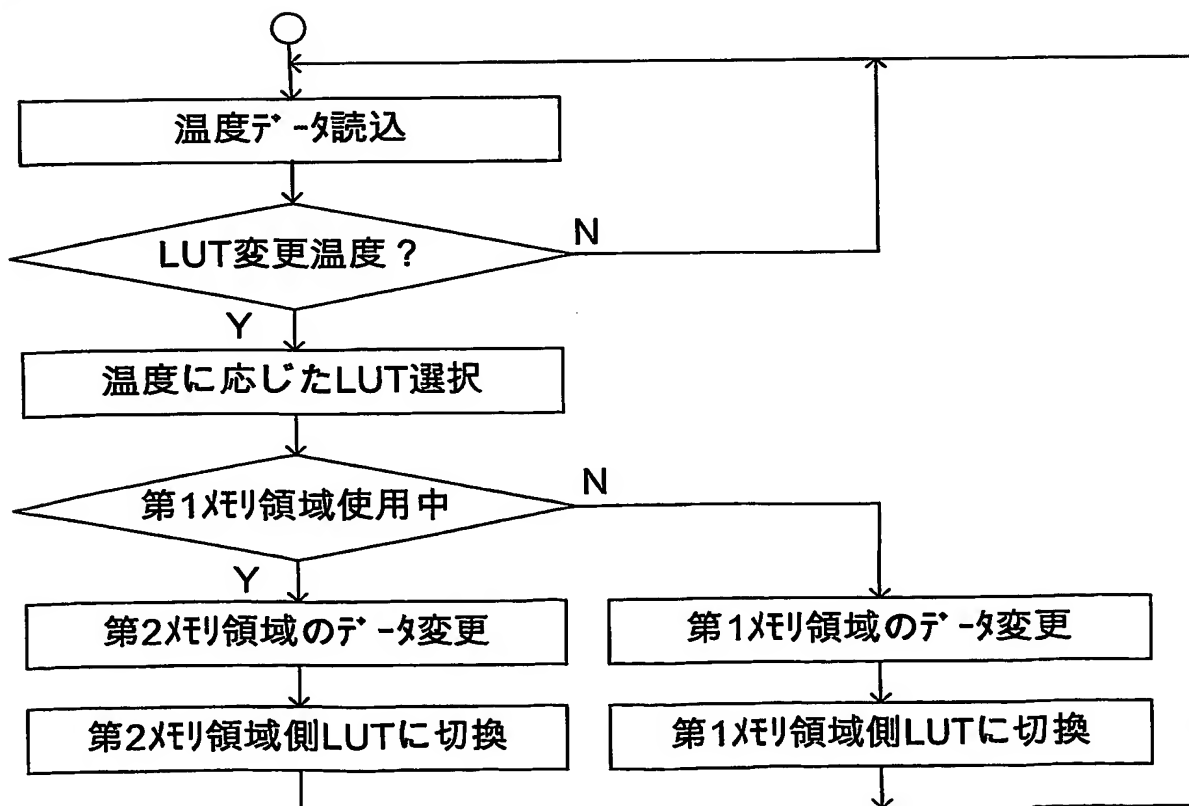 温度ﾃﾞｰﾀ読込
LUT変更温度？
N
Y
温度に応じたLUT選択
第1ﾒﾓﾘ領域使用中
N
Y
第2ﾒﾓﾘ領域のﾃﾞｰﾀ変更
第1ﾒﾓﾘ領域のﾃﾞｰﾀ変更
第2ﾒﾓﾘ領域側LUTに切換
第1ﾒﾓﾘ領域側LUTに切換